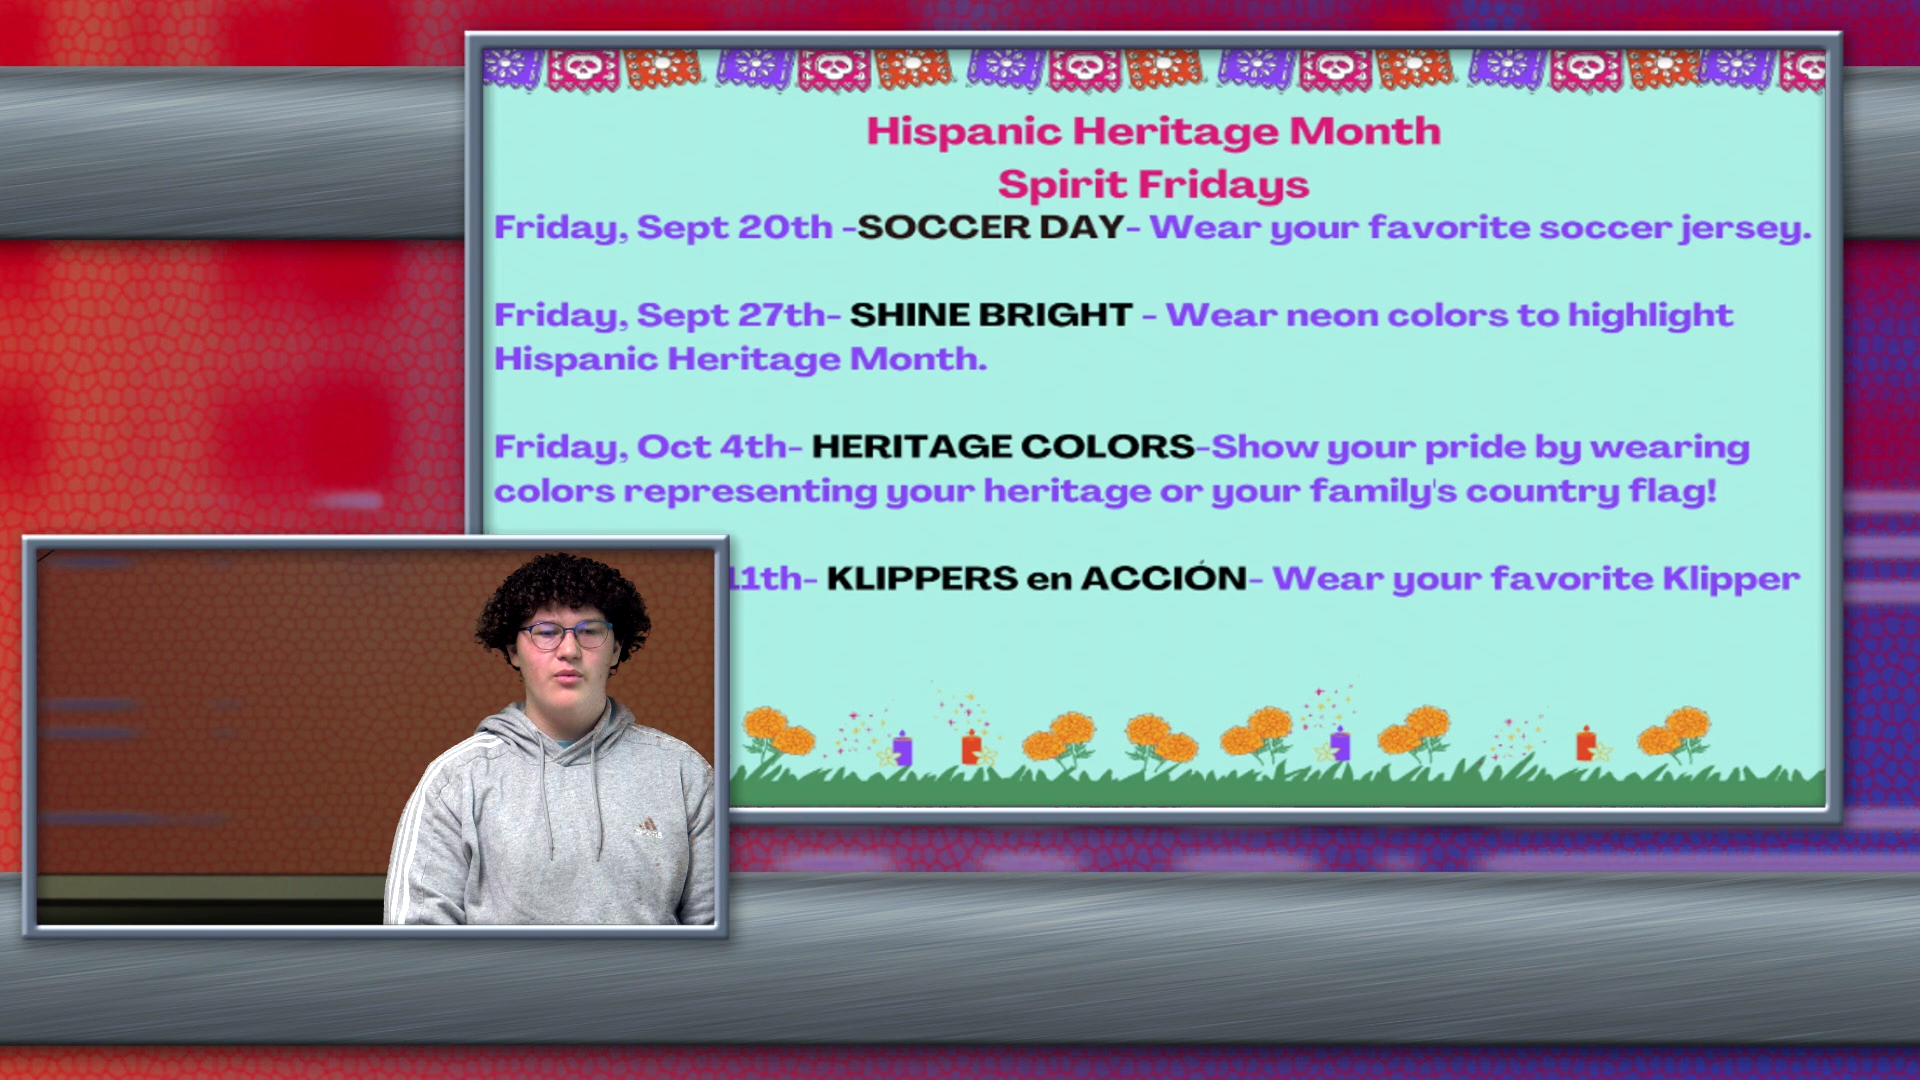 Hispanic Heritage Month
Spirit Fridays
Friday, Sept 20th -SOCCER DAY- Wear your favorite soccer jersey.
Friday, Sept 27th- SHINE BRIGHT - Wear neon colors to highlight
Hispanic Heritage Month.
Friday, Oct 4th- HERITAGE COLORS-Show your pride by wearing
colors representing your heritage or your family's country flag!
11th- KLIPPERS en ACCIÓN- Wear your favorite Klipper